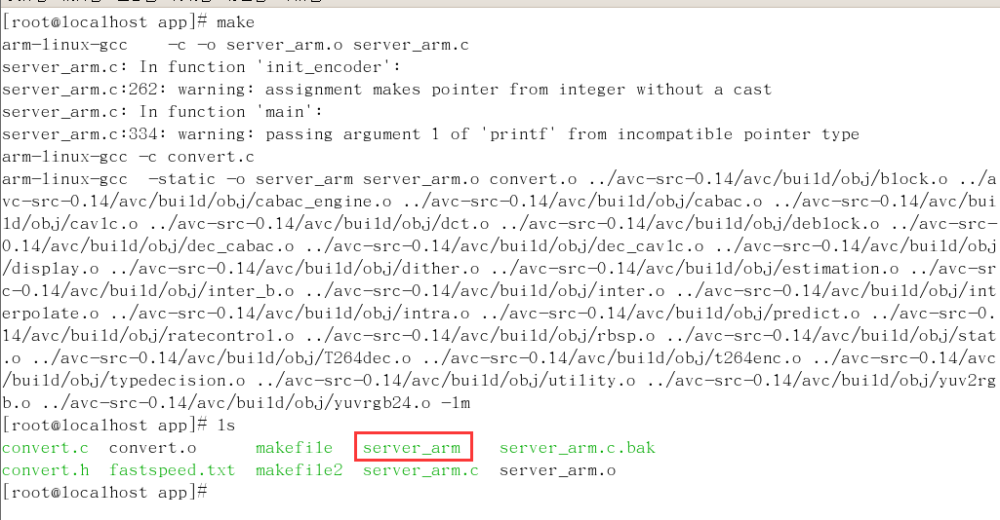 [root@localhost app]# make
arm-linux-gcc    -c -o server_arm.o server_arm.c
server_arm.c: In function 'init_encoder':
server_arm.c:262: warning: assignment makes pointer from integer without a cast
server_arm.c: In function 'main':
server_arm.c:334: warning: passing argument 1 of 'printf' from incompatible pointer type
arm-linux-gcc -c convert.c
arm-linux-gcc  -static -o server_arm server_arm.o convert.o ../avc-src-0.14/avc/build/obj/block.o ../a
vc-src-0.14/avc/build/obj/cabac_engine.o ../avc-src-0.14/avc/build/obj/cabac.o ../avc-src-0.14/avc/bui
ld/obj/cavlc.o ../avc-src-0.14/avc/build/obj/dct.o ../avc-src-0.14/avc/build/obj/deblock.o ../avc-src-
0.14/avc/build/obj/dec_cabac.o ../avc-src-0.14/avc/build/obj/dec_cavlc.o ../avc-src-0.14/avc/build/obj
/display.o ../avc-src-0.14/avc/build/obj/dither.o ../avc-src-0.14/avc/build/obj/estimation.o ../avc-sr
c-0.14/avc/build/obj/inter_b.o ../avc-src-0.14/avc/build/obj/inter.o ../avc-src-0.14/avc/build/obj/int
erpolate.o ../avc-src-0.14/avc/build/obj/intra.o ../avc-src-0.14/avc/build/obj/predict.o ../avc-src-0.
14/avc/build/obj/ratecontrol.o ../avc-src-0.14/avc/build/obj/rbsp.o ../avc-src-0.14/avc/build/obj/stat
.o ../avc-src-0.14/avc/build/obj/T264dec.o ../avc-src-0.14/avc/build/obj/t264enc.o ../avc-src-0.14/avc
/build/obj/typedecision.o ../avc-src-0.14/avc/build/obj/utility.o ../avc-src-0.14/avc/build/obj/yuv2rg
b.o ../avc-src-0.14/avc/build/obj/yuvrgb24.o -lm
[root@localhost app]# ls
convert.c  convert.o      makefile   server_arm    server_arm.c.bak
convert.h  fastspeed.txt  makefile2  server_arm.c  server_arm.o
[root@localhost app]#